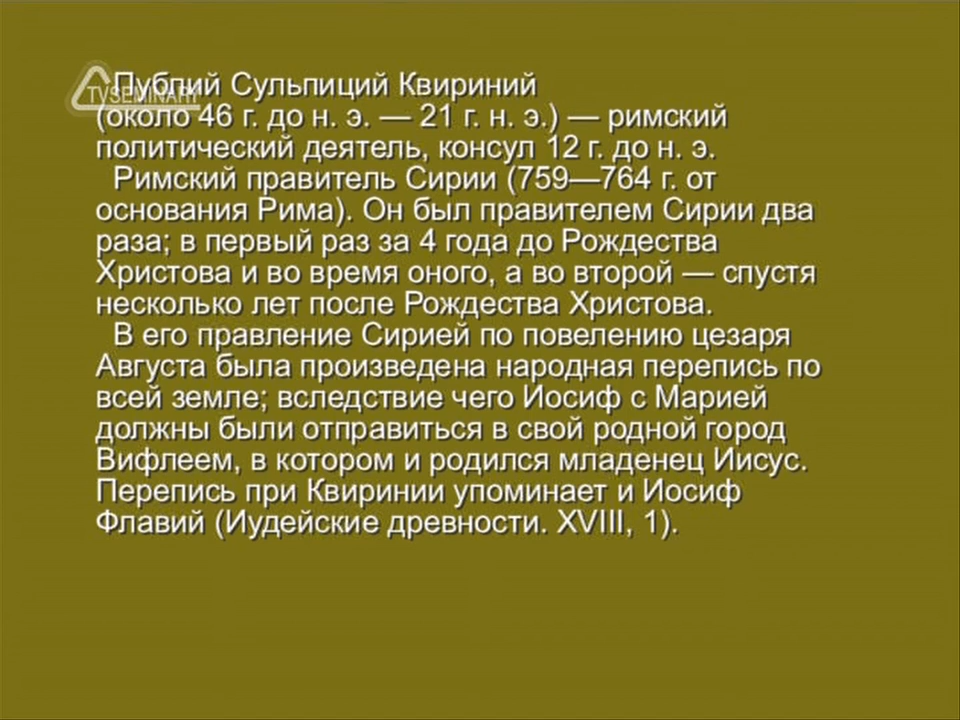 Публий Сульпиций Квириний
TVSEMINARY
(около 46 г. до н. э. — 21 г. н. э.) — римский
политический деятель, консул 12 г. до н. э.
Римский правитель Сирии (759—764 г. от
основания Рима). Он был правителем Сирии два
раза; в первый раз за 4 года до Рождества
Христова и во время оного, а во второй — спустя
несколько лет после Рождества Христова.
В его правление Сирией по повелению цезаря
Августа была произведена народная перепись по
всей земле; вследствие чего Иосиф с Марией
должны были отправиться в свой родной город
Вифлеем, в котором и родился младенец Иисус.
Перепись при Квиринии упоминает и Иосиф
Флавий (Иудейские древности. XVIII, 1).